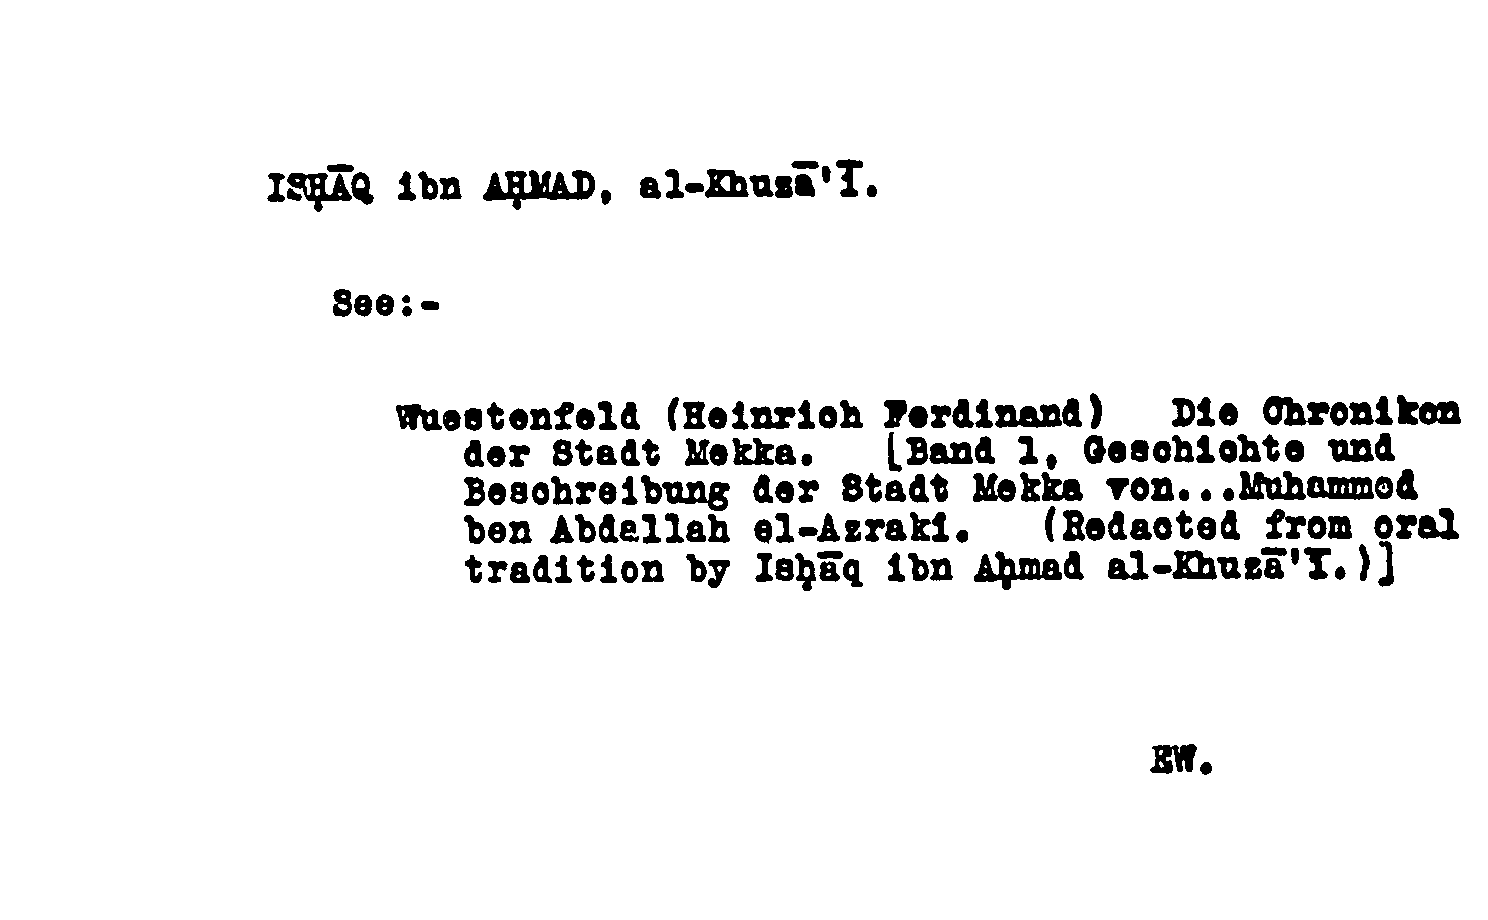 ISḤĀQ ibn AḤMAD, al-Khuzā'Ī.
See:-
Wuestenfeld (Heinrich Ferdinand) Die Chroniken
der Stadt Mekka. [Band 1, Geschichte und
Beschreibung der Stadt Mekka von...Muhammed
ben Abdallah el-Azraki. (Redacted from oral
tradition by Isḥāq ibn Aḥmad al-Khuzā'Ī.)]
EW.